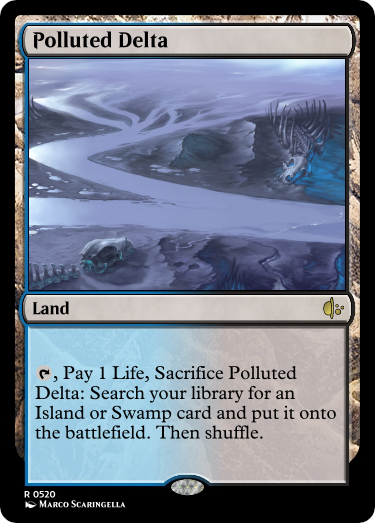 Polluted Delta
Land
, Pay 1 Life, Sacrifice Polluted
Delta: Search your library for an
Island or Swamp card and put it onto
the battlefield. Then shuffle.
R 0520
Marco Scaringella